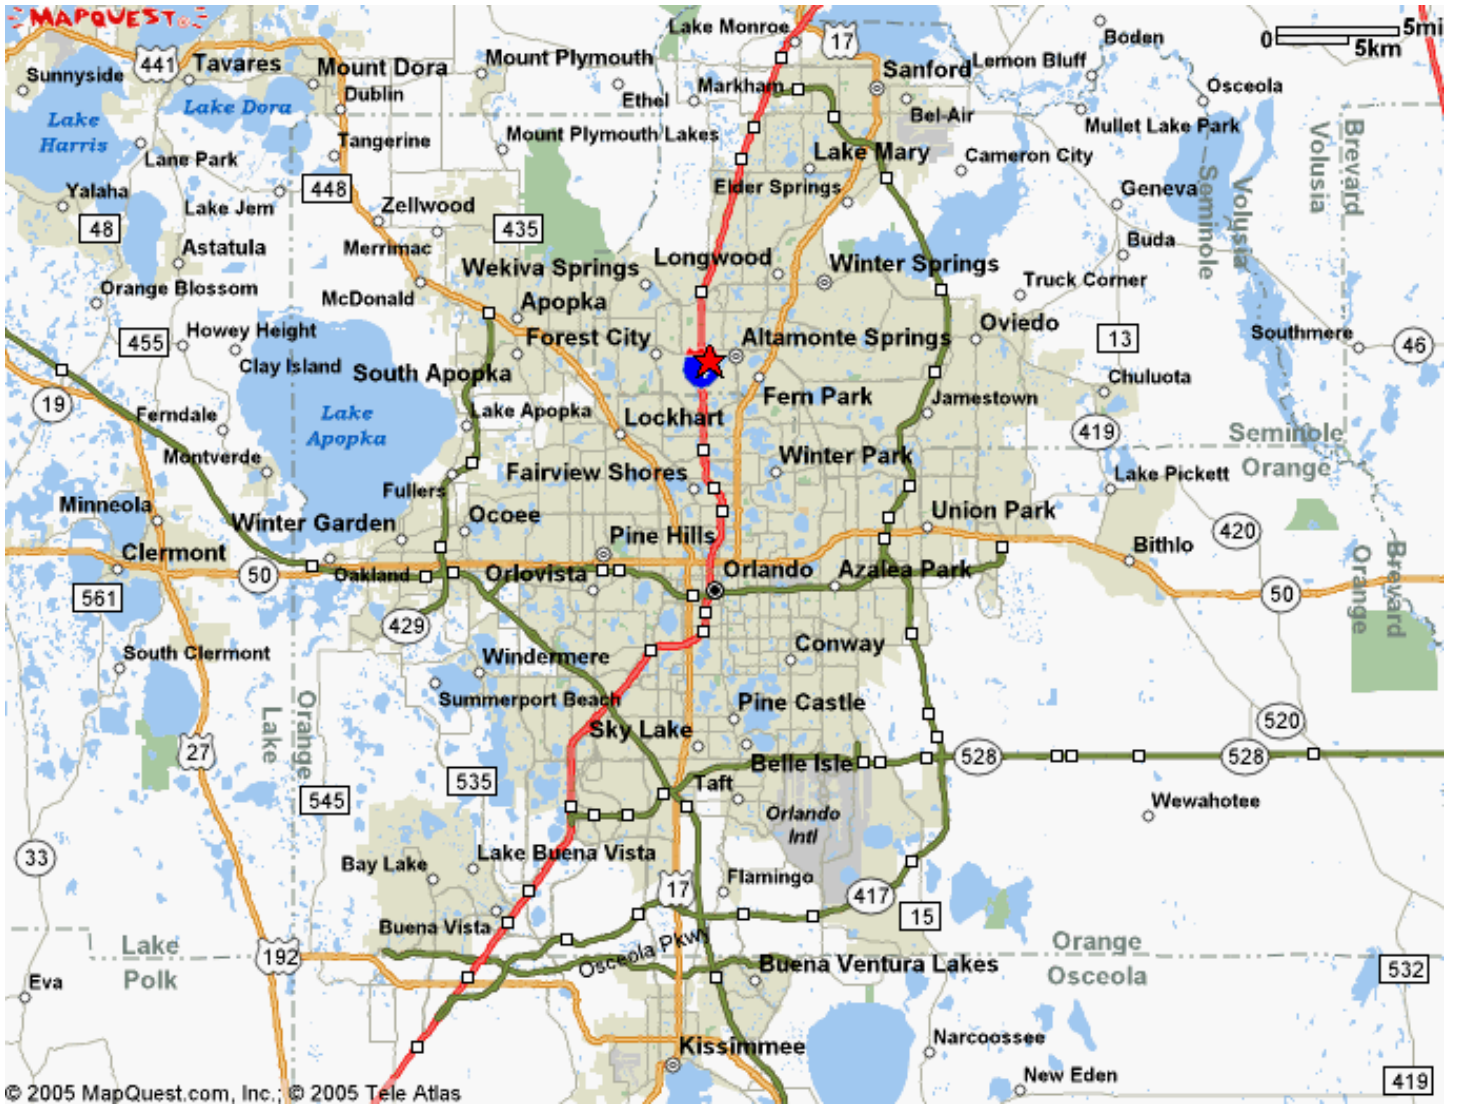 MAPQUEST
Lake Monroe
17
Boden
0
5mi
5km
441
Tavares
Mount Dora
Mount Plymouth
Sanford
Lemon Bluff
Sunnyside
Dublin
Ethel
Markham
Osceola
Lake Dora
Bel-Air
Lake
Harris
Tangerine
Mount Plymouth Lakes
Mullet Lake Park
Brevard
Volusia
Lane Park
Lake Mary
Cameron City
Yalaha
448
Elder Springs
Geneva
Seminole
Volusia
Lake Jem
Zellwood
48
435
Astatula
Merrimac
Longwood
Buda
Wekiva Springs
Winter Springs
Truck Corner
Orange Blossom
McDonald
Apopka
Howey Height
455
Forest City
Altamonte Springs
Oviedo
13
Southmere
46
Clay Island
South Apopka
Chuluota
19
Fern Park
Jamestown
Ferndale
Lake
Apopka
Lake Apopka
Lockhart
419
Seminole
Orange
Montverde
Winter Park
Fairview Shores
Lake Pickett
Fullers
Minneola
Winter Garden
Ocoee
Union Park
Pine Hills
420
Clermont
Bithlo
50
Oakland
Orlovista
Orlando
Azalea Park
50
Brevard
Orange
561
429
South Clermont
Windermere
Conway
Summerport Beach
Orange
Lake
Pine Castle
520
27
Sky Lake
528
528
535
Belle Isle
545
Taft
Wewahotee
Orlando
Intl
33
Bay Lake
Lake Buena Vista
17
Flamingo
417
15
Buena Vista
Lake
Polk
192
Osceola Pkwy
Orange
Osceola
Buena Ventura Lakes
532
Eva
Narcoossee
Kissimmee
New Eden
419
© 2005 MapQuest.com, Inc.; © 2005 Tele Atlas